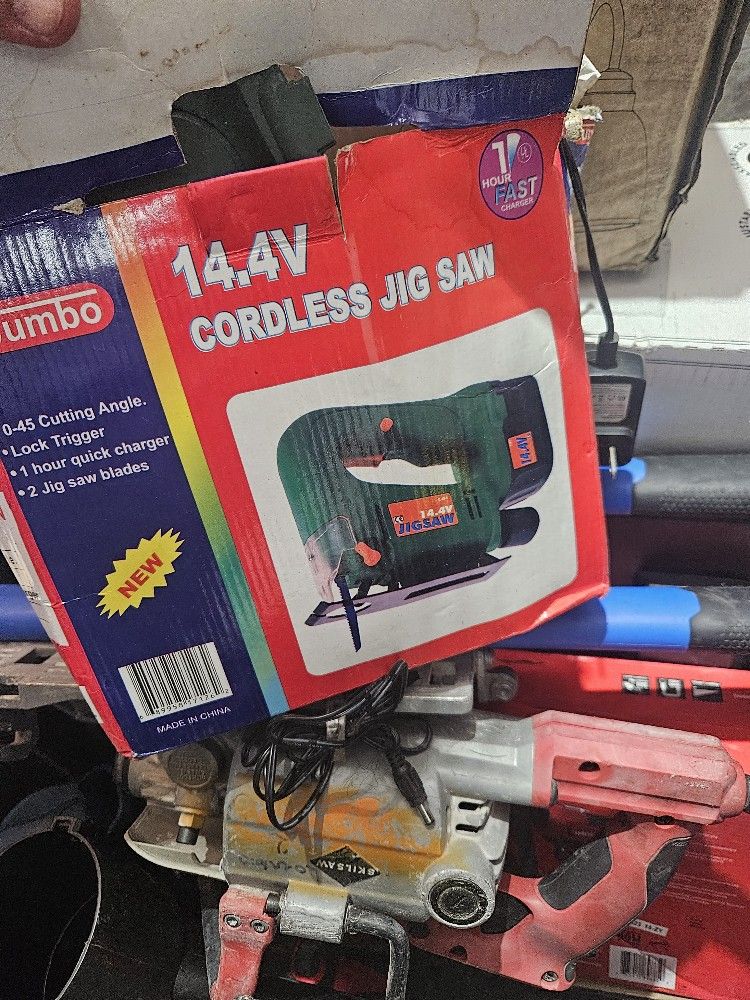 1
HOUR
FAST
CHARGER
14.4V
CORDLESS JIG SAW
Jumbo
0-45 Cutting Angle.
•Lock Trigger
•1 hour quick charger
•2 Jig saw blades
14.4V
14.4V
JIGSAW
NEW
MADE IN CHINA
SKILSAW